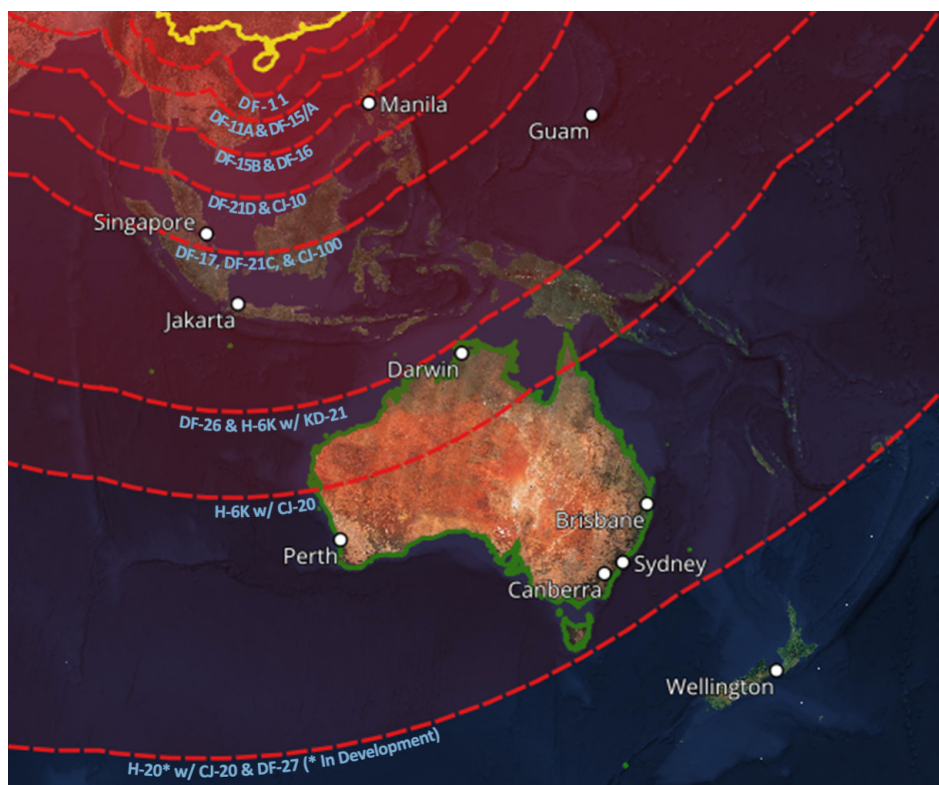 DF-11
Manila
DF-11A & DF-15/A
Guam
DF-15B & DF-16
DF-21D & CJ-10
Singapore
DF-17, DF-21C, & CJ-100
Jakarta
Darwin
DF-26 & H-6K w/ KD-21
H-6K w/ CJ-20
Brisbane
Perth
Sydney
Canberra
Wellington
H-20* w/ CJ-20 & DF-27 (* In Development)